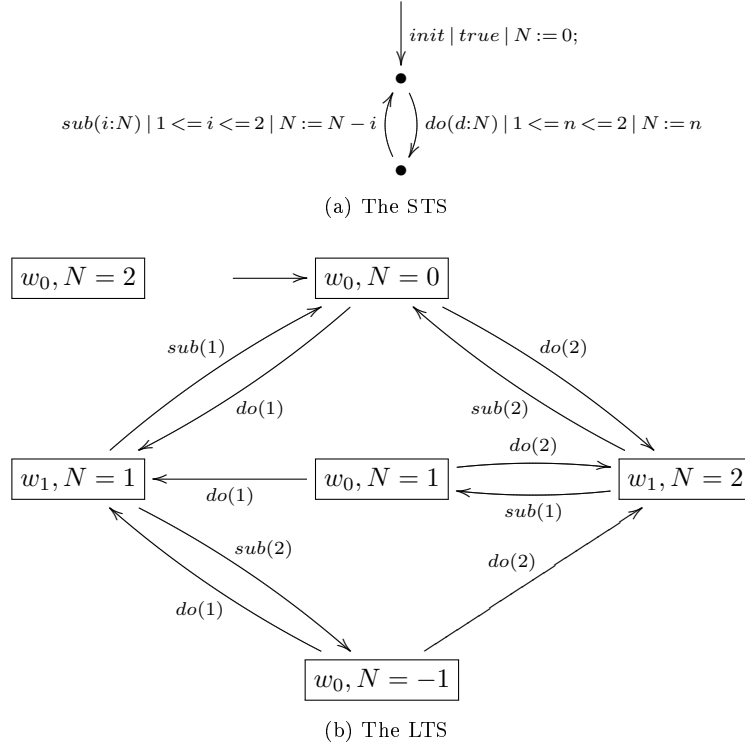 init | true | N := 0;
sub(i:N) | 1 <= i <= 2 | N := N − i
do(d:N) | 1 <= n <= 2 | N := n
(a) The STS
w₀, N = 2
w₀, N = 0
sub(1)
do(2)
do(1)
sub(2)
w₁, N = 1
do(1)
w₀, N = 1
do(2)
sub(1)
w₁, N = 2
sub(2)
do(2)
do(1)
w₀, N = −1
(b) The LTS